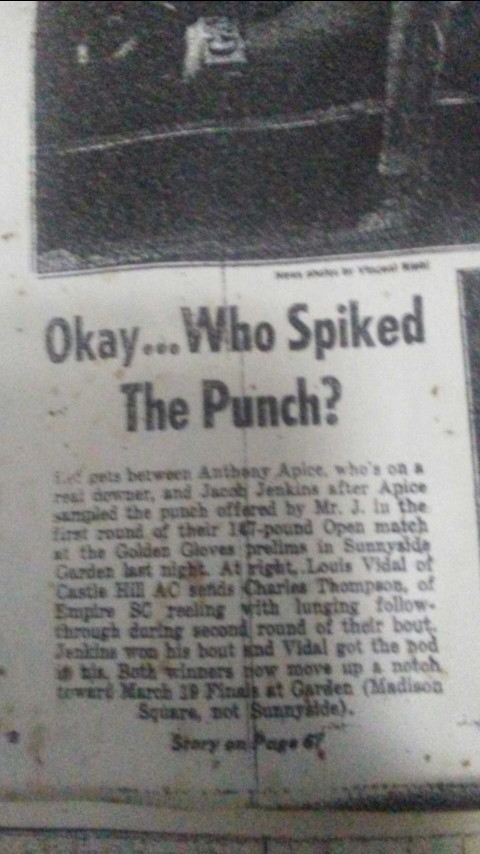 News photos by Vincent Riehl
Okay...Who Spiked
The Punch?
Ref gets between Anthony Apice, who's on a
real downer, and Jacob Jenkins after Apice
sampled the punch offered by Mr. J. in the
first round of their 147-pound Open match
at the Golden Gloves prelims in Sunnyside
Garden last night. At right, Louis Vidal of
Castle Hill AC sends Charles Thompson, of
Empire SC reeling with lunging follow-
through during second round of their bout.
Jenkins won his bout and Vidal got the nod
in his. Both winners now move up a notch
toward March 19 Finals at Garden (Madison
Square, not Sunnyside).
Story on Page